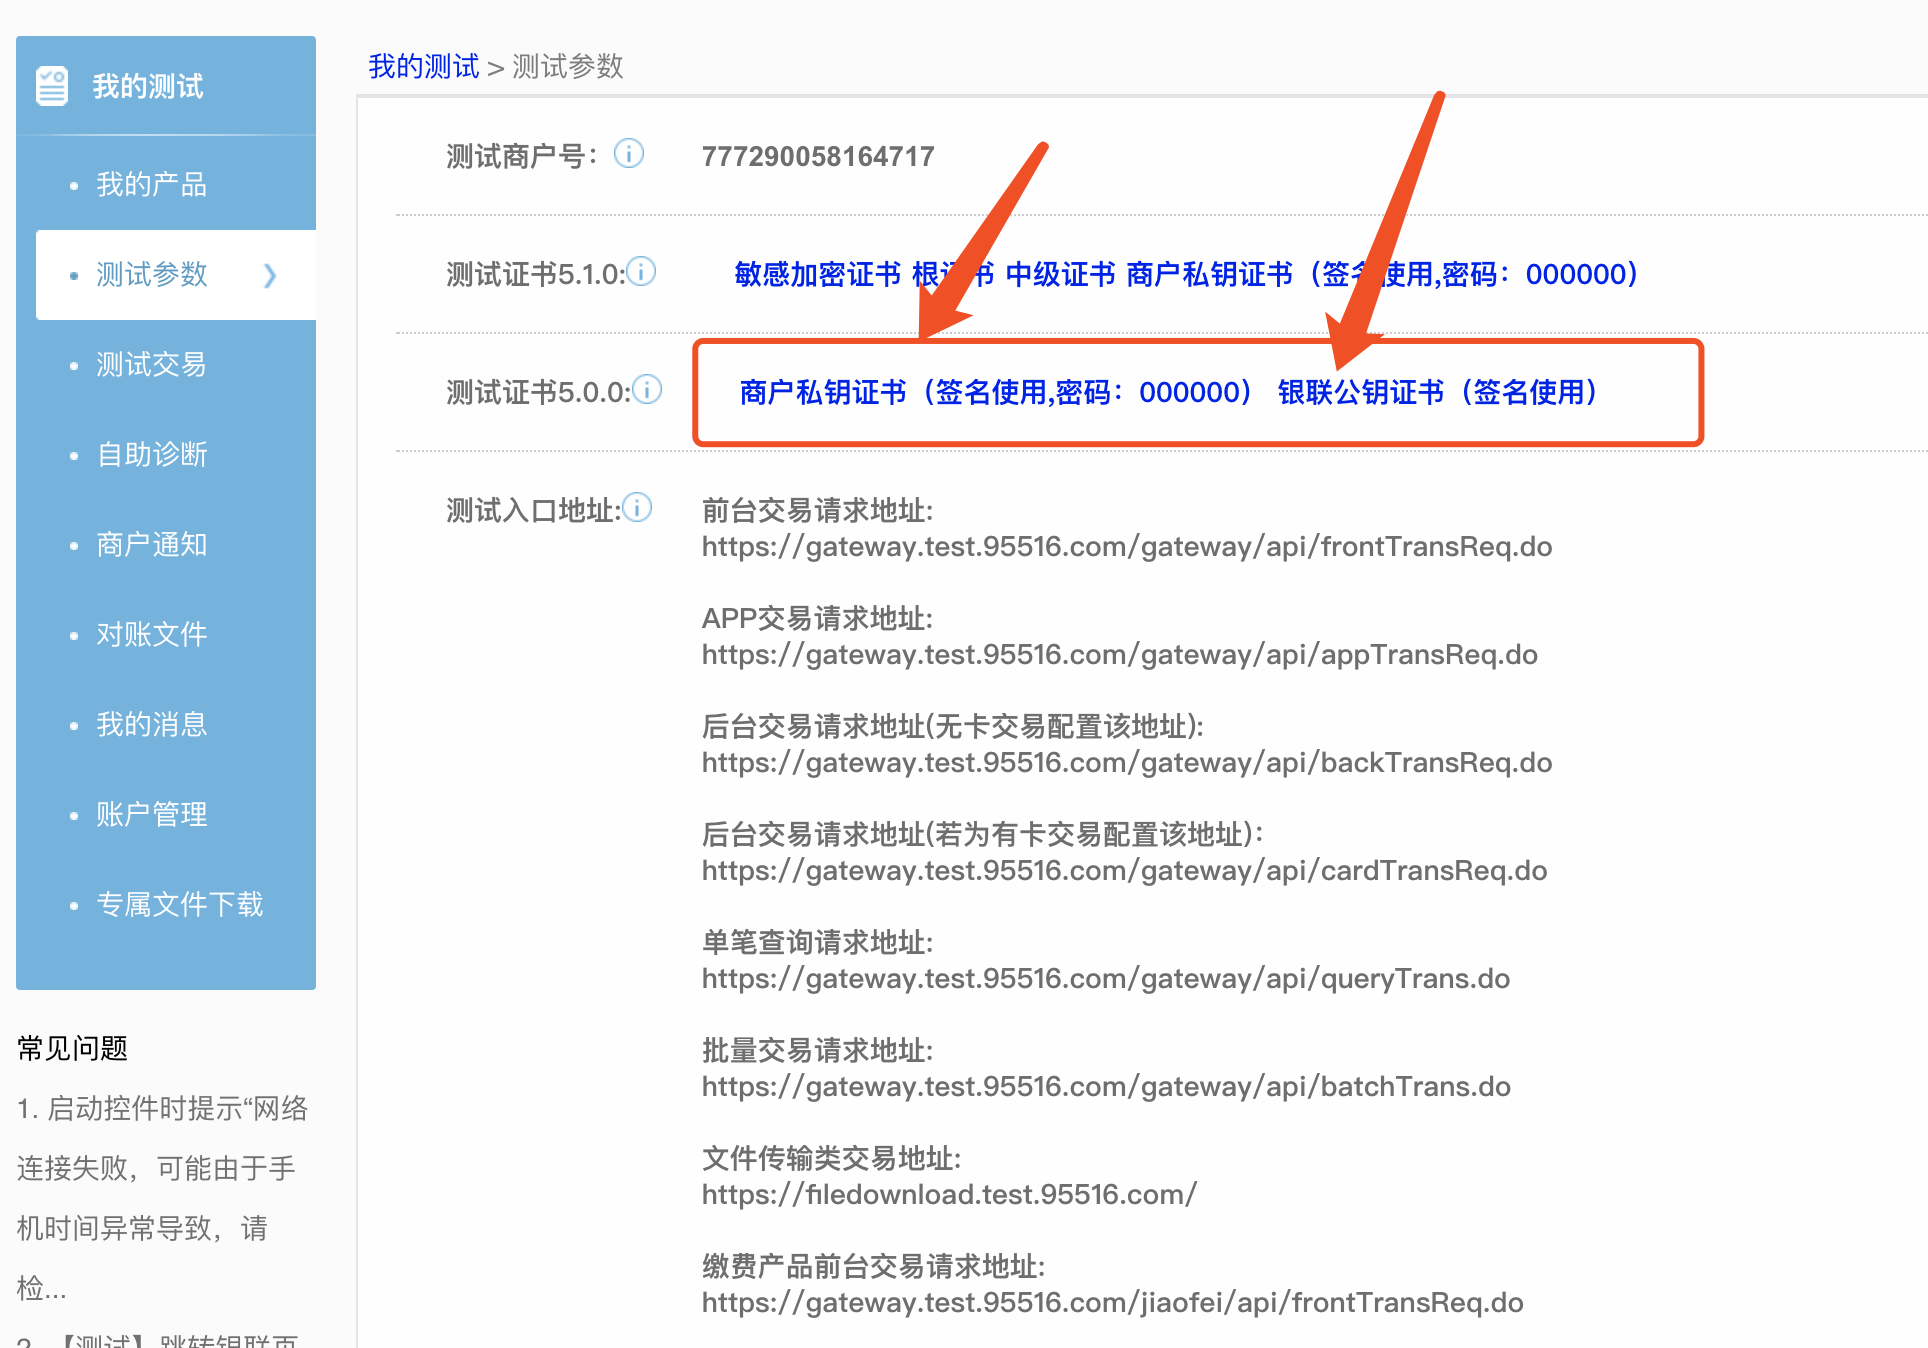 我的测试
我的产品
测试参数
测试交易
自助诊断
商户通知
对账文件
我的消息
账户管理
专属文件下载
常见问题
1. 启动控件时提示“网络
连接失败，可能由于手
机时间异常导致，请
检...
2. 【测试】跳转银联页
我的测试 > 测试参数
测试商户号： 777290058164717
测试证书5.1.0: 敏感加密证书 根证书 中级证书 商户私钥证书（签名使用,密码：000000）
测试证书5.0.0: 商户私钥证书（签名使用,密码：000000） 银联公钥证书（签名使用）
测试入口地址: 前台交易请求地址:
https://gateway.test.95516.com/gateway/api/frontTransReq.do
APP交易请求地址:
https://gateway.test.95516.com/gateway/api/appTransReq.do
后台交易请求地址(无卡交易配置该地址):
https://gateway.test.95516.com/gateway/api/backTransReq.do
后台交易请求地址(若为有卡交易配置该地址)：
https://gateway.test.95516.com/gateway/api/cardTransReq.do
单笔查询请求地址:
https://gateway.test.95516.com/gateway/api/queryTrans.do
批量交易请求地址:
https://gateway.test.95516.com/gateway/api/batchTrans.do
文件传输类交易地址:
https://filedownload.test.95516.com/
缴费产品前台交易请求地址:
https://gateway.test.95516.com/jiaofei/api/frontTransReq.do